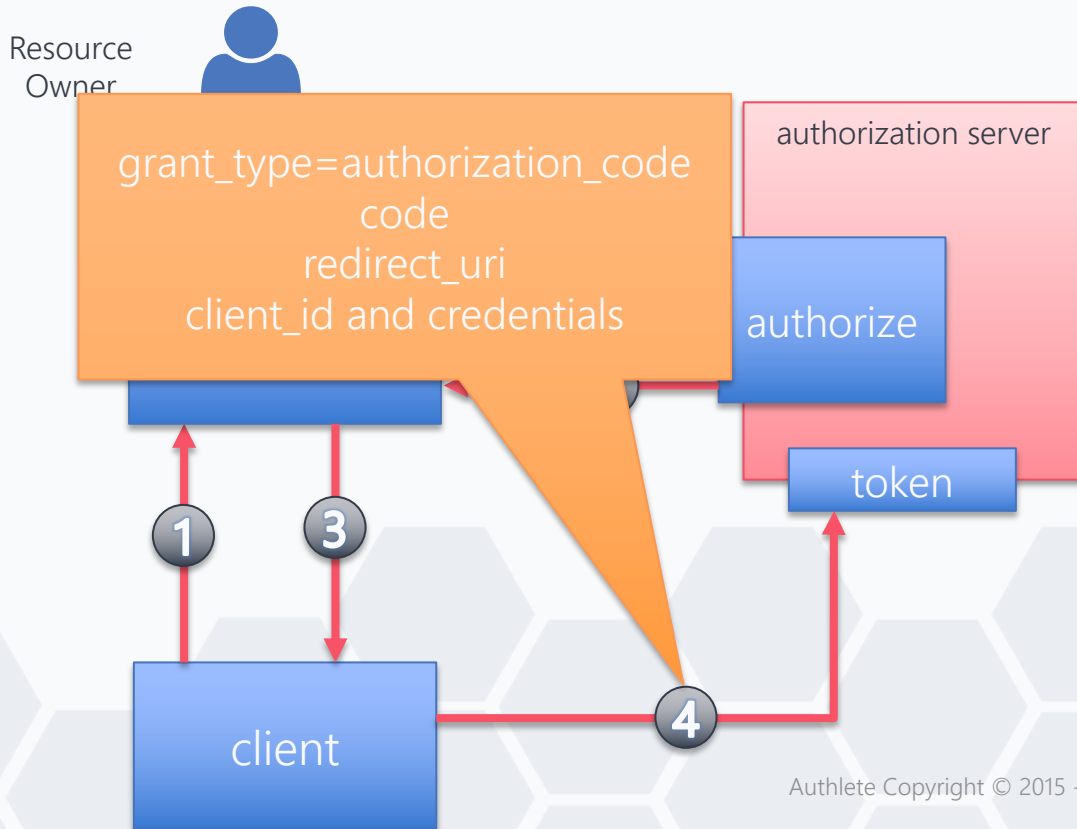 Resource
Owner
authorization server
grant_type=authorization_code
code
redirect_uri
client_id and credentials
authorize
token
1
3
4
client
Authlete Copyright © 2015 -